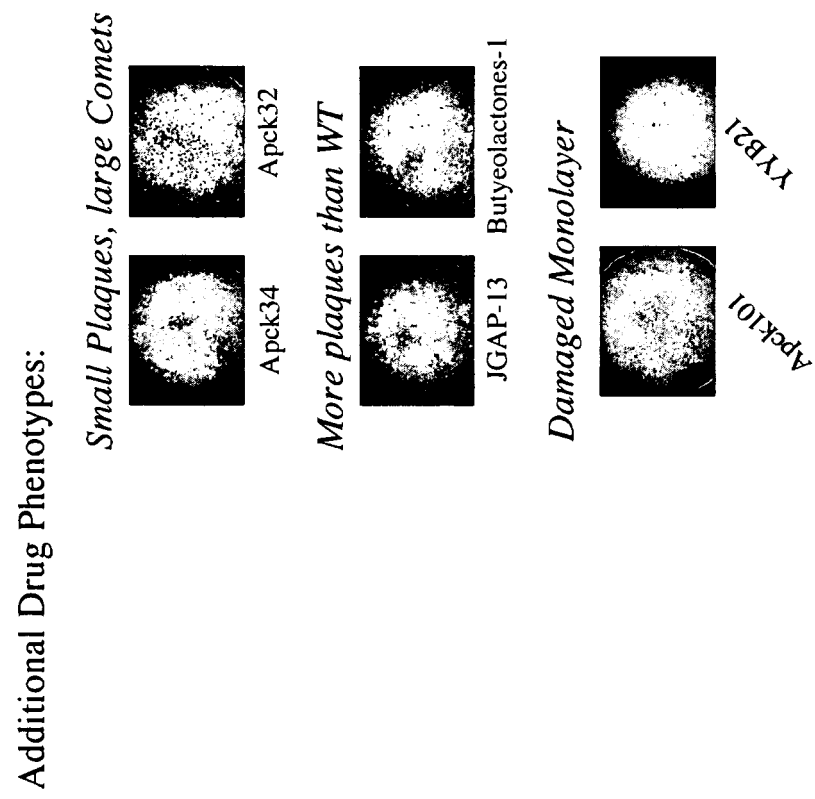 Additional Drug Phenotypes:
Small Plaques, large Comets
Apck34 Apck32
More plaques than WT
JGAP-13 Butyeolactones-1
Damaged Monolayer
Apck101 YYB21